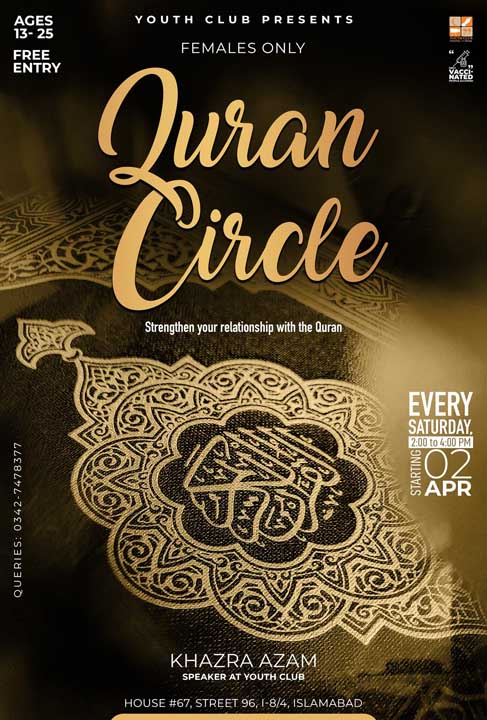 AGES
13- 25
FREE
ENTRY
YOUTH CLUB PRESENTS
FEMALES ONLY
“
VACCI-
NATED
”
Quran
Circle
Strengthen your relationship with the Quran
EVERY
SATURDAY,
2:00 to 4:00 PM
STARTING
02
APR
QUERIES: 0342-7478377
KHAZRA AZAM
SPEAKER AT YOUTH CLUB
HOUSE #67, STREET 96, I-8/4, ISLAMABAD